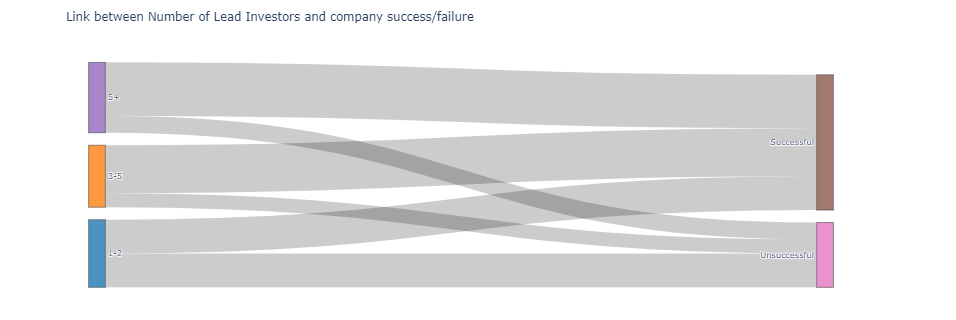 Link between Number of Lead Investors and company success/failure
5+
Successful
3-5
1-2
Unsuccessful